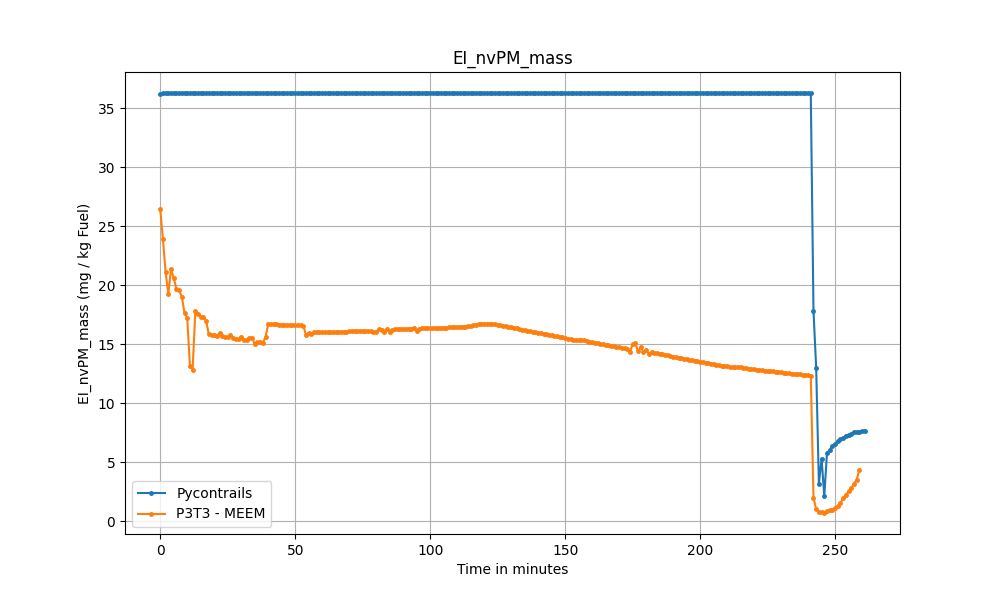 EI_nvPM_mass
EI_nvPM_mass (mg / kg Fuel)
35
30
25
20
15
10
5
0
Pycontrails
P3T3 - MEEM
0 50 100 150 200 250
Time in minutes